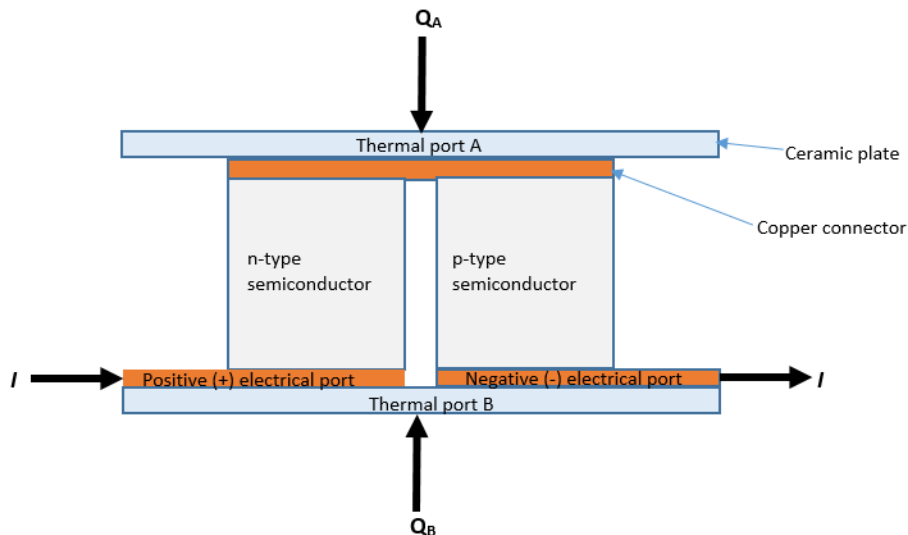 QA
Thermal port A
Ceramic plate
Copper connector
n-type
semiconductor
p-type
semiconductor
I
Positive (+) electrical port
Negative (-) electrical port
I
Thermal port B
QB